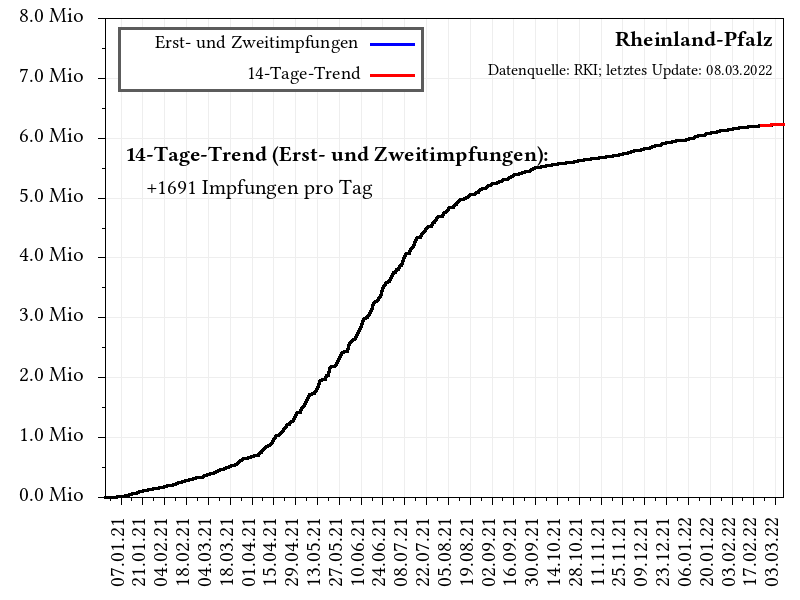 Erst- und Zweitimpfungen
14-Tage-Trend
Rheinland-Pfalz
Datenquelle: RKI; letztes Update: 08.03.2022
14-Tage-Trend (Erst- und Zweitimpfungen):
+1691 Impfungen pro Tag
8.0 Mio
7.0 Mio
6.0 Mio
5.0 Mio
4.0 Mio
3.0 Mio
2.0 Mio
1.0 Mio
0.0 Mio
07.01.21
21.01.21
04.02.21
18.02.21
04.03.21
18.03.21
01.04.21
15.04.21
29.04.21
13.05.21
27.05.21
10.06.21
24.06.21
08.07.21
22.07.21
05.08.21
19.08.21
02.09.21
16.09.21
30.09.21
14.10.21
28.10.21
11.11.21
25.11.21
09.12.21
23.12.21
06.01.22
20.01.22
03.02.22
17.02.22
03.03.22